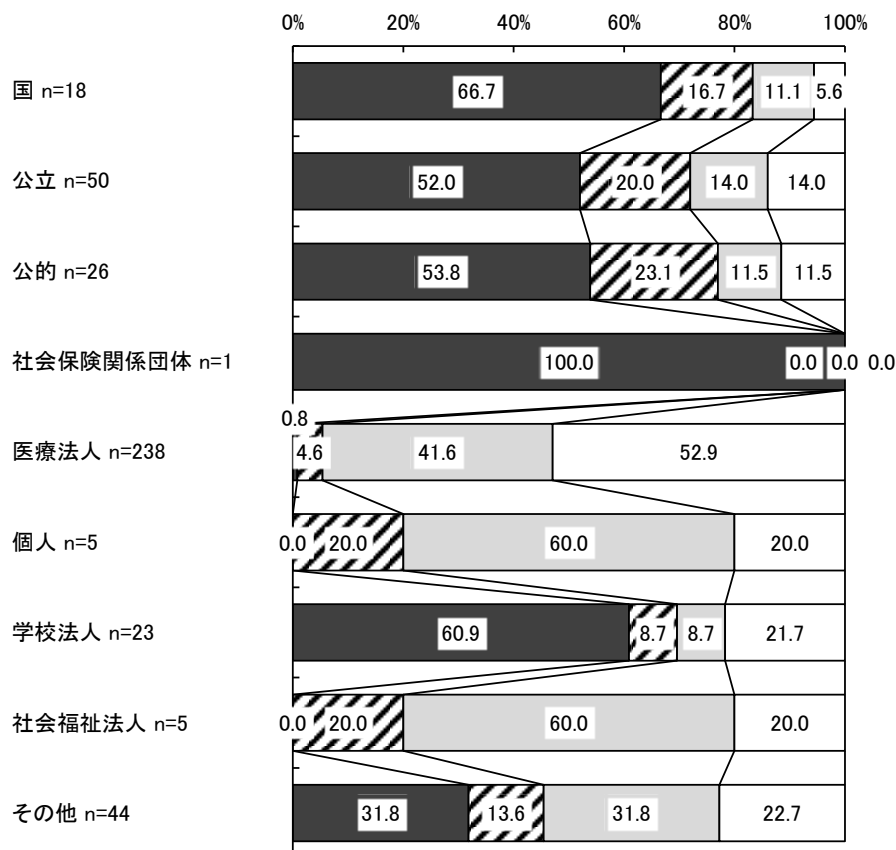 0% 20% 40% 60% 80% 100%
国 n=18 66.7 16.7 11.1 5.6
公立 n=50 52.0 20.0 14.0 14.0
公的 n=26 53.8 23.1 11.5 11.5
社会保険関係団体 n=1 100.0 0.0 0.0 0.0
0.8
医療法人 n=238 4.6 41.6 52.9
個人 n=5 0.0 20.0 60.0 20.0
学校法人 n=23 60.9 8.7 8.7 21.7
社会福祉法人 n=5 0.0 20.0 60.0 20.0
その他 n=44 31.8 13.6 31.8 22.7